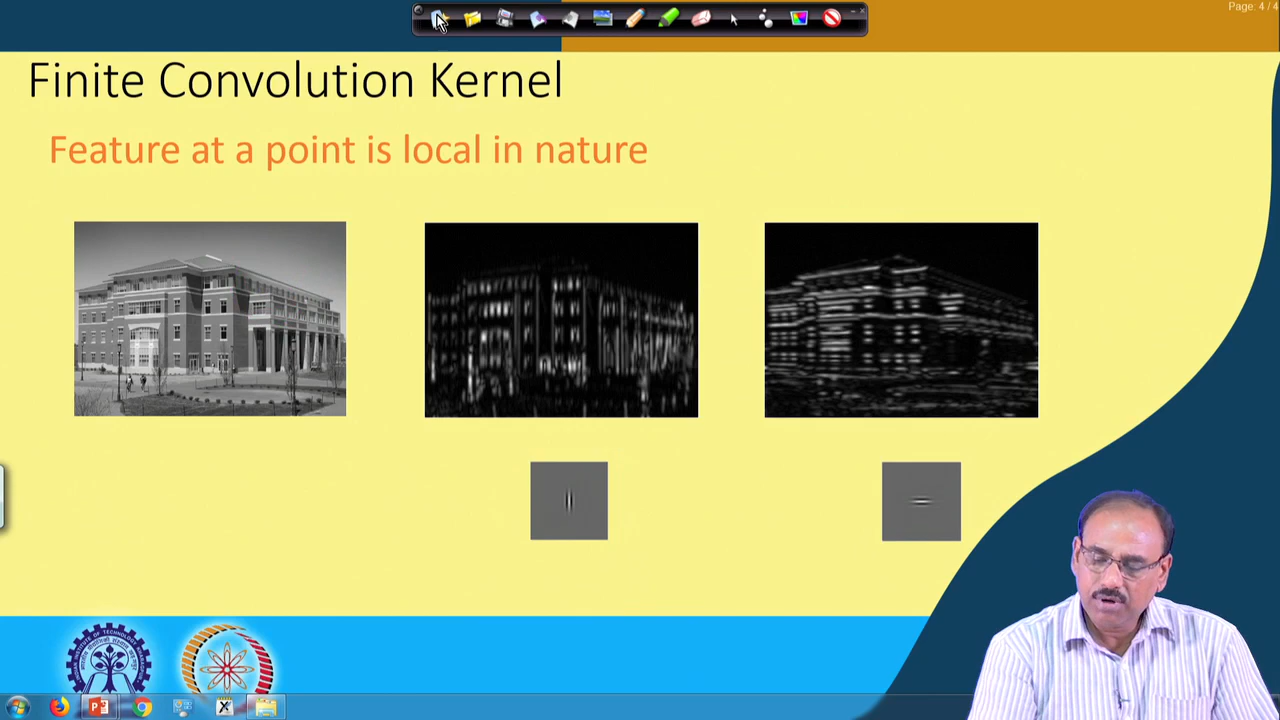 Page: 4 / 4
Finite Convolution Kernel
Feature at a point is local in nature